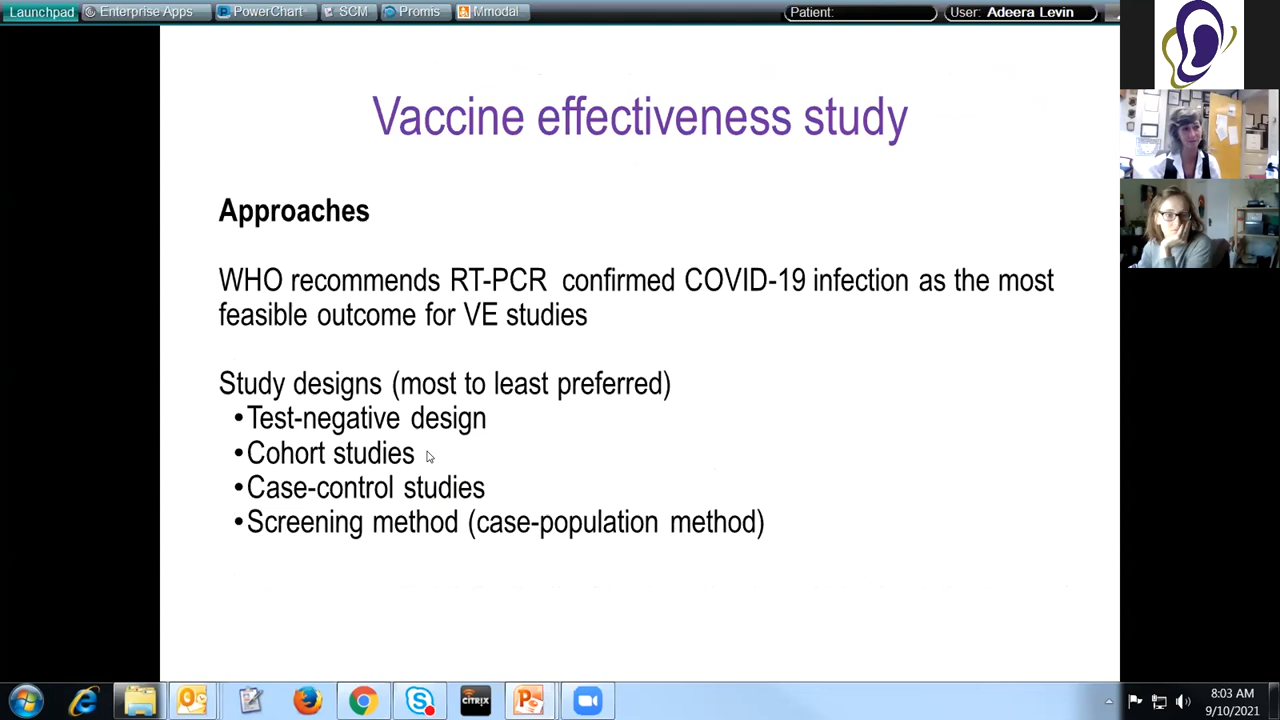 Launchpad Enterprise Apps PowerChart SCM Promis Mmodal Patient: User: Adeera Levin
Vaccine effectiveness study
Approaches
WHO recommends RT-PCR confirmed COVID-19 infection as the most
feasible outcome for VE studies
Study designs (most to least preferred)
•Test-negative design
•Cohort studies
•Case-control studies
•Screening method (case-population method)
CITRIX
8:03 AM
9/10/2021